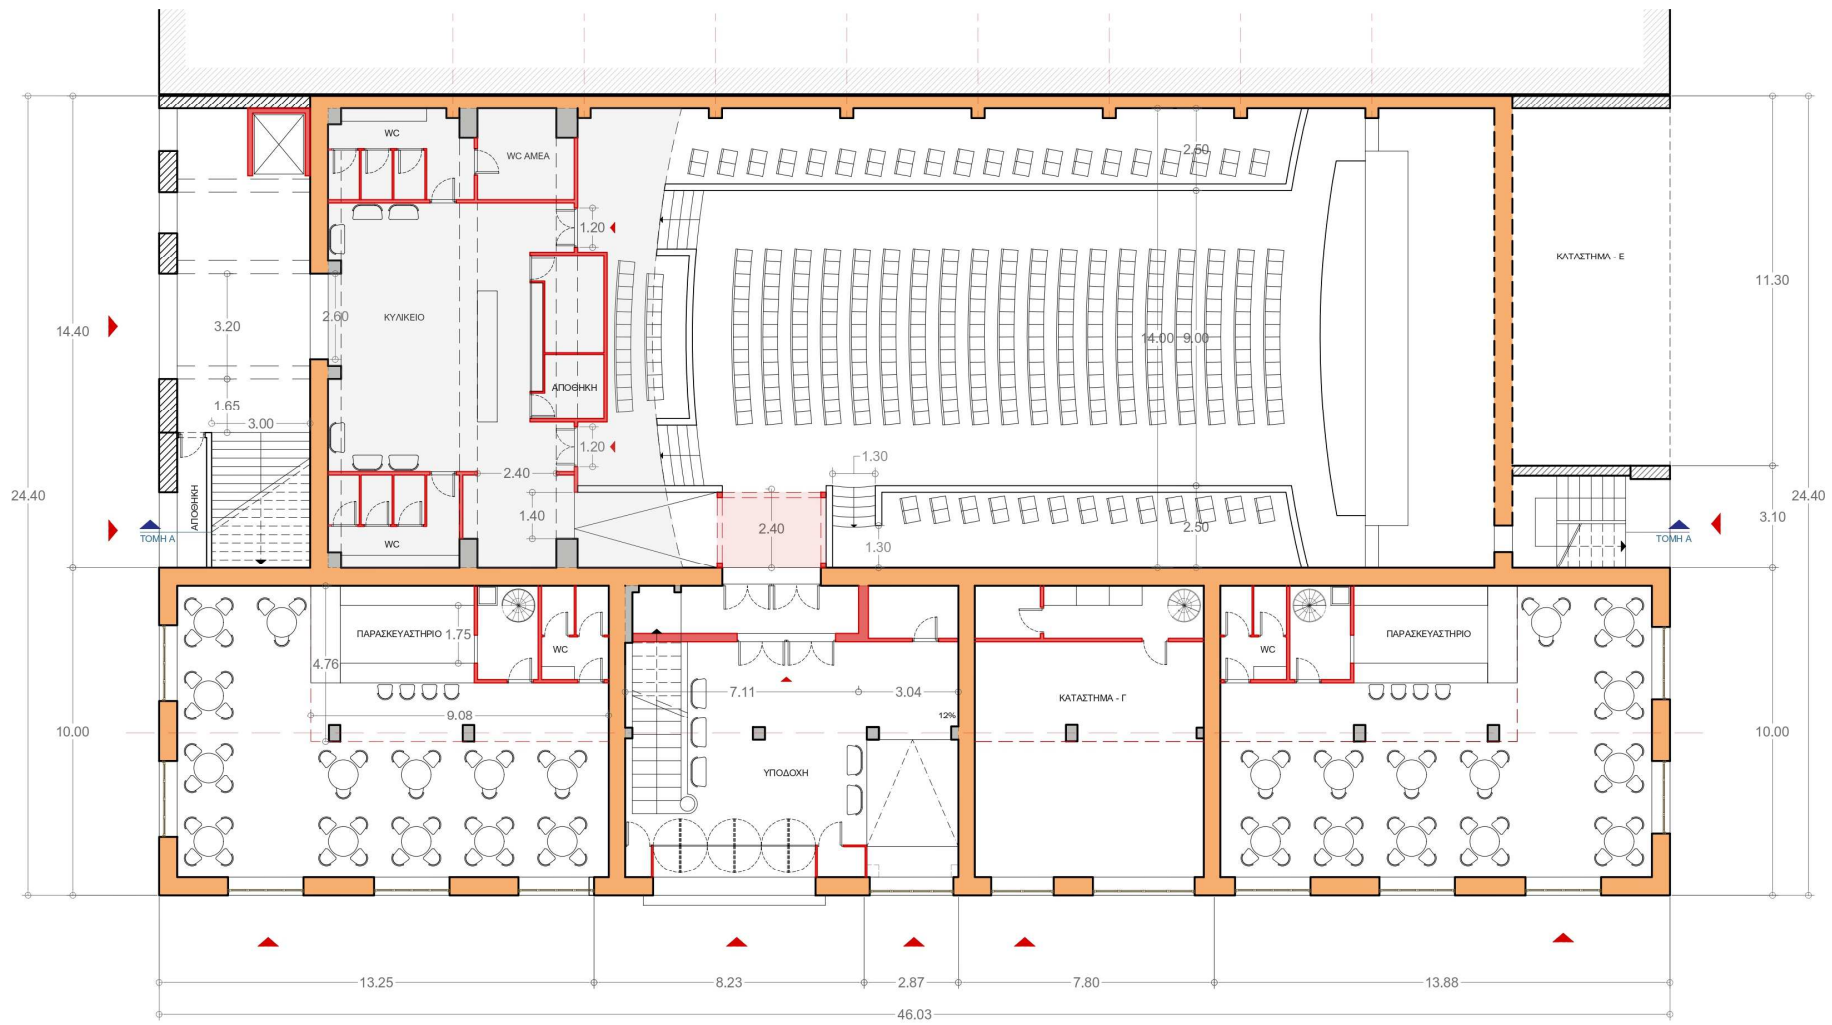 WC
WC ΑΜΕΑ
2.50
1.20
ΚΑΤΑΣΤΗΜΑ - Ε
11.30
14.40
3.20
2.60
ΚΥΛΙΚΕΙΟ
14.00
9.00
ΑΠΟΘΗΚΗ
1.65
3.00
1.20
2.40
1.30
24.40
24.40
ΑΠΟΘΗΚΗ
1.40
2.40
2.50
3.10
ΤΟΜΗ Α
WC
1.30
ΤΟΜΗ Α
ΠΑΡΑΣΚΕΥΑΣΤΗΡΙΟ
1.75
WC
4.76
WC
ΠΑΡΑΣΚΕΥΑΣΤΗΡΙΟ
7.11
3.04
ΚΑΤΑΣΤΗΜΑ - Γ
9.08
12%
10.00
10.00
ΥΠΟΔΟΧΗ
13.25
8.23
2.87
7.80
13.88
46.03